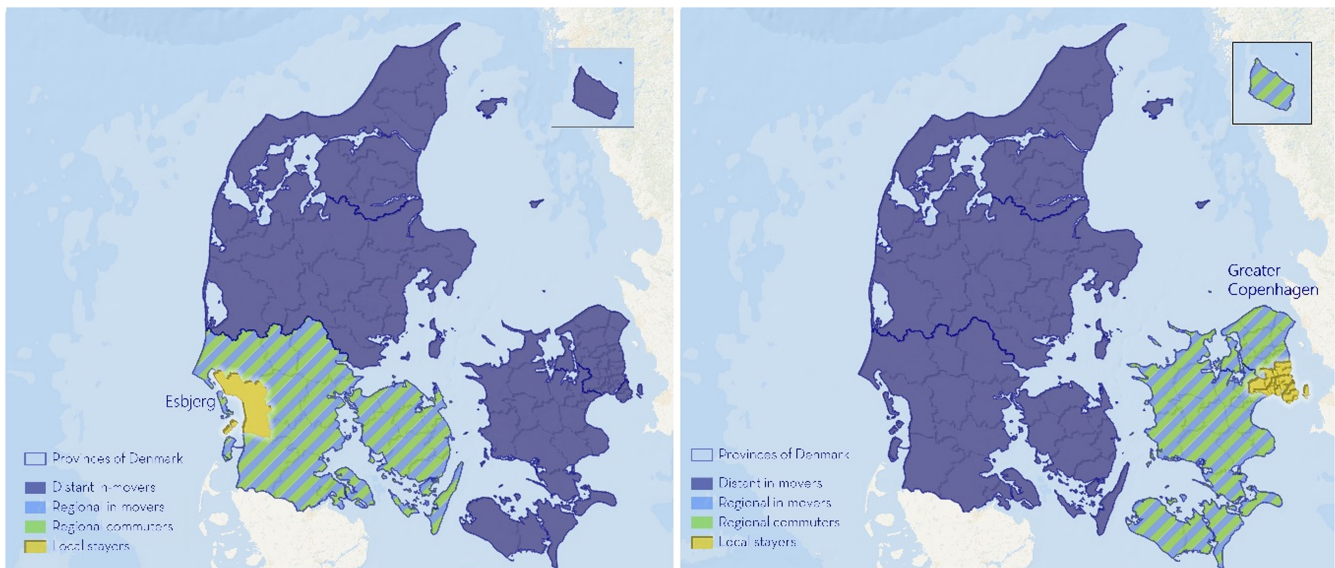 Esbjerg
Provinces of Denmark
Distant in-movers
Regional in movers
Regional commuters
Local stayers
Greater
Copenhagen
Provinces of Denmark
Distant in movers
Regional in movers
Regional commuters
Local stayers